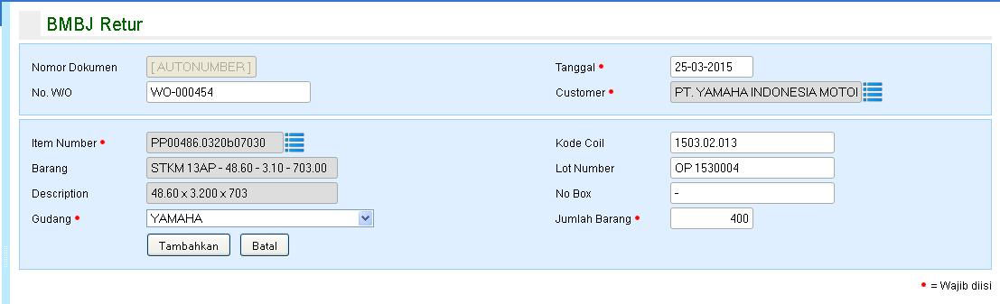 BMBJ Retur
Nomor Dokumen [ AUTONUMBER ] Tanggal • 25-03-2015
No. W/O WO-000454 Customer • PT. YAMAHA INDONESIA MOTO
Item Number • PP00486.0320b07030 Kode Coil 1503.02.013
Barang STKM 13AP - 48.60 - 3.10 - 703.00 Lot Number OP 1530004
Description 48.60 x 3.200 x 703 No Box -
Gudang • YAMAHA Jumlah Barang • 400
Tambahkan Batal
• = Wajib diisi